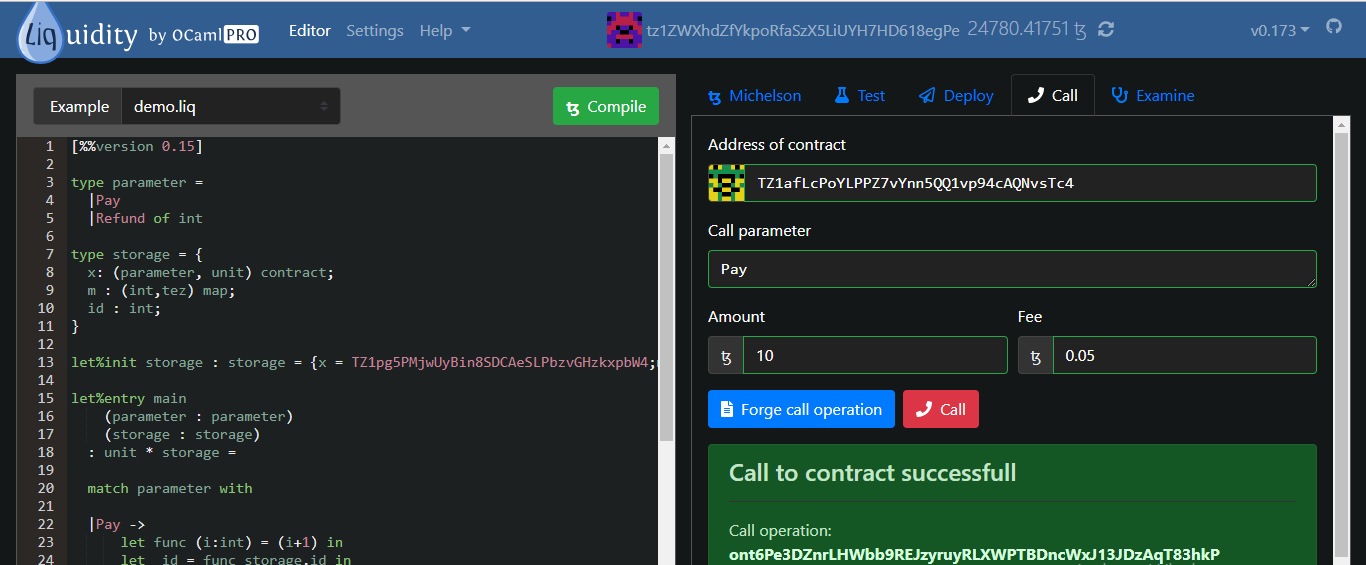 Liquidity by OCaml PRO Editor Settings Help tz1ZWXhdZfYkpoRfaSzX5LiUYH7HD618egPe 24780.41751 ꜩ v0.173
Example demo.liq Compile
1 [%%version 0.15]
2
3 type parameter =
4 |Pay
5 |Refund of int
6
7 type storage = {
8 x: (parameter, unit) contract;
9 m : (int,tez) map;
10 id : int;
11 }
12
13 let%init storage : storage = {x = TZ1pg5PMjwUyBin8SDCAeSLPbzvGHzkxpbW4;
14
15 let%entry main
16 (parameter : parameter)
17 (storage : storage)
18 : unit * storage =
19
20 match parameter with
21
22 |Pay ->
23 let func (i:int) = (i+1) in
24 let id = func storage.id in
ꜩ Michelson Test Deploy Call Examine
Address of contract
TZ1afLcPoYLPPZ7vYnn5QQ1vp94cAQNvsTc4
Call parameter
Pay
Amount Fee
ꜩ 10 ꜩ 0.05
Forge call operation Call
Call to contract successfull
Call operation:
ont6Pe3DZnrLHWbb9REJzyruyRLXWPTBDncWxJ13JDzAqT83hkP